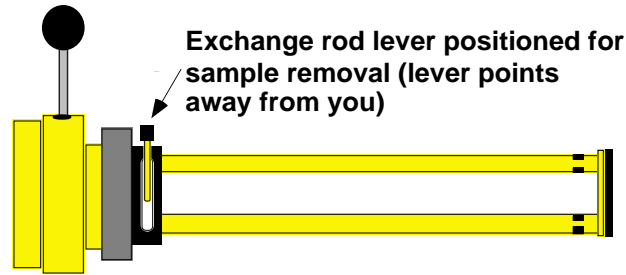 Exchange rod lever positioned for
sample removal (lever points
away from you)